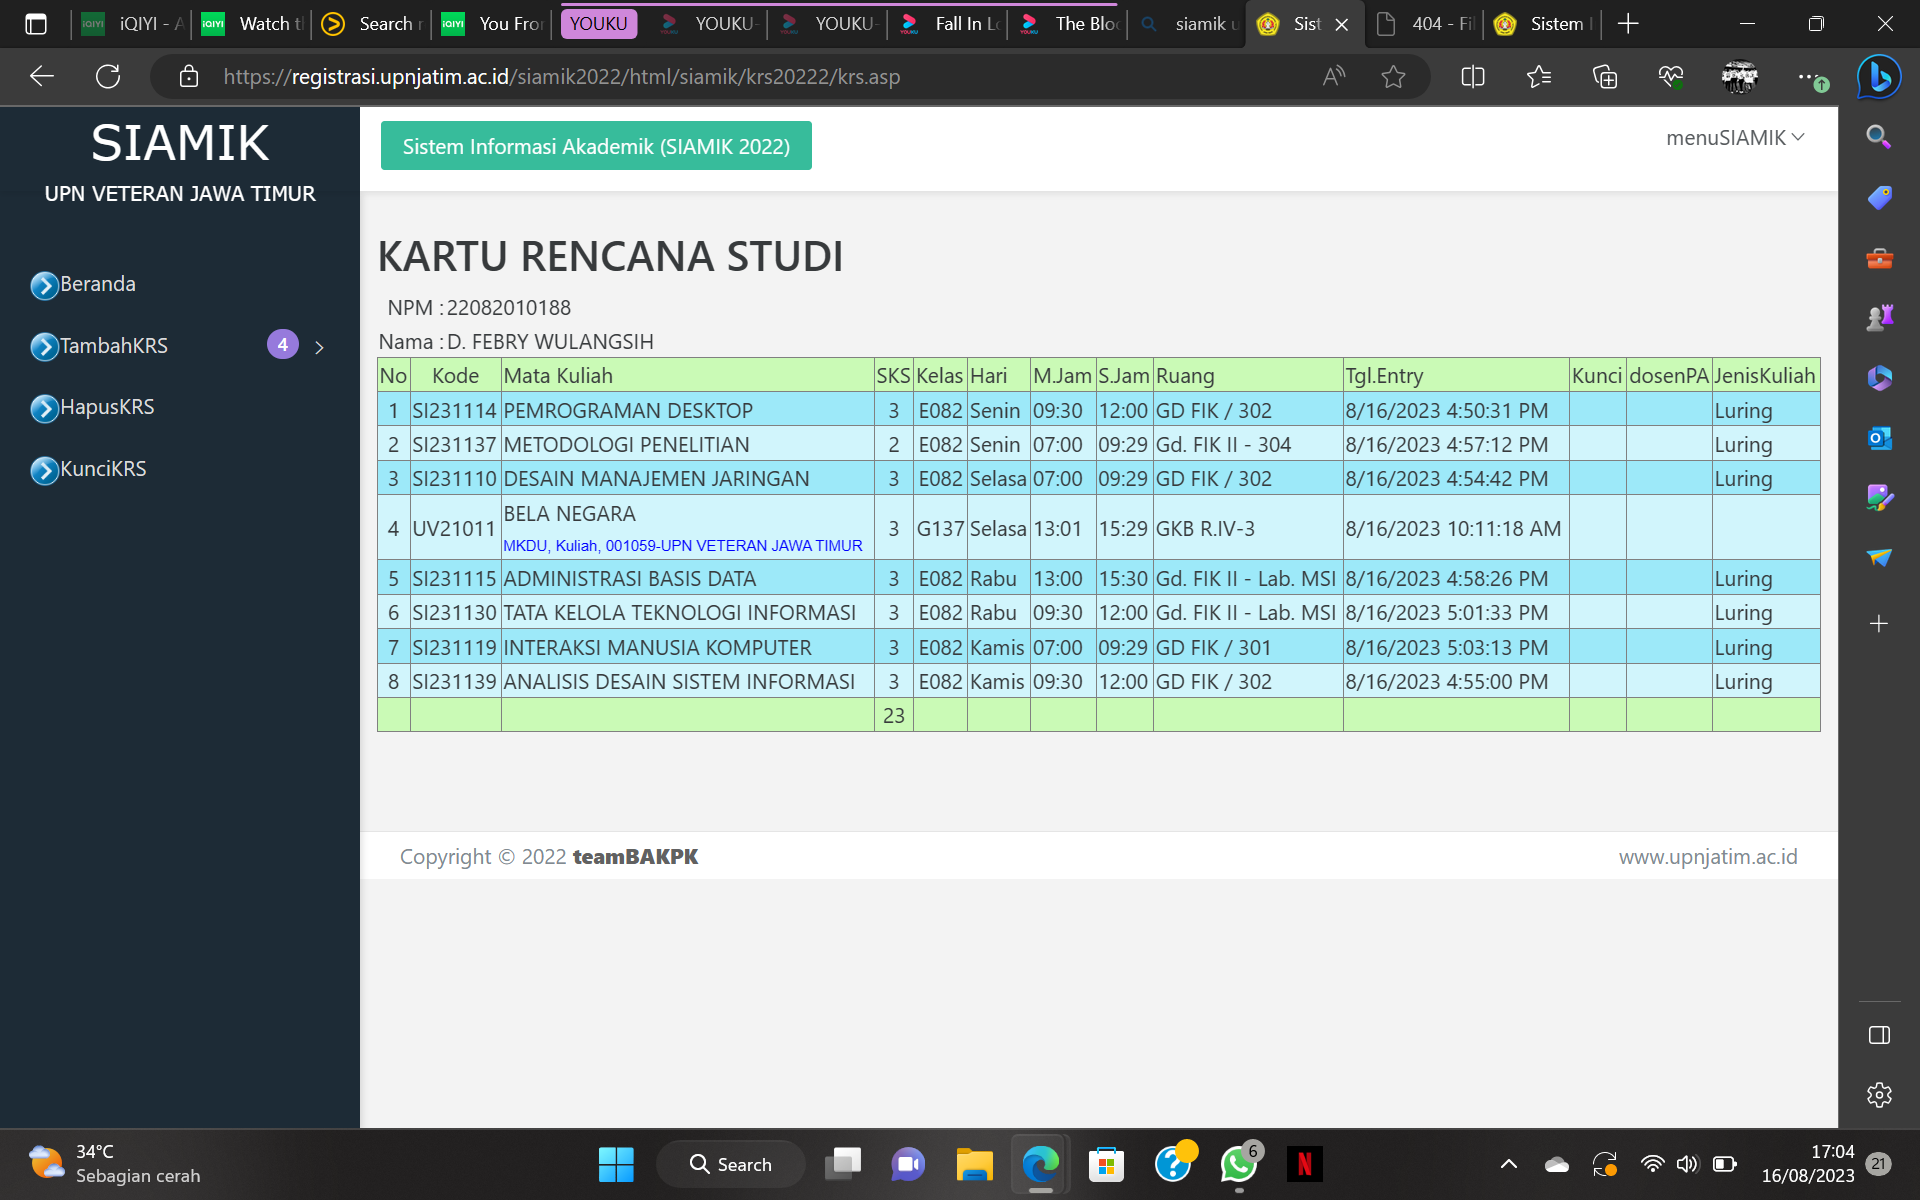 iQIYI - A
Watch t
Search r
You Fro
YOUKU
YOUKU-
YOUKU-
Fall In Lo
The Bloo
siamik u
Sist
404 - Fil
Sistem I
https://registrasi.upnjatim.ac.id/siamik2022/html/siamik/krs20222/krs.asp
SIAMIK
UPN VETERAN JAWA TIMUR
Beranda
TambahKRS 4
HapusKRS
KunciKRS
Sistem Informasi Akademik (SIAMIK 2022)
menuSIAMIK
KARTU RENCANA STUDI
NPM : 22082010188
Nama : D. FEBRY WULANGSIH
No Kode Mata Kuliah SKS Kelas Hari M.Jam S.Jam Ruang Tgl.Entry Kunci dosenPA JenisKuliah
1 SI231114 PEMROGRAMAN DESKTOP 3 E082 Senin 09:30 12:00 GD FIK / 302 8/16/2023 4:50:31 PM Luring
2 SI231137 METODOLOGI PENELITIAN 2 E082 Senin 07:00 09:29 Gd. FIK II - 304 8/16/2023 4:57:12 PM Luring
3 SI231110 DESAIN MANAJEMEN JARINGAN 3 E082 Selasa 07:00 09:29 GD FIK / 302 8/16/2023 4:54:42 PM Luring
4 UV21011 BELA NEGARA 3 G137 Selasa 13:01 15:29 GKB R.IV-3 8/16/2023 10:11:18 AM
MKDU, Kuliah, 001059-UPN VETERAN JAWA TIMUR
5 SI231115 ADMINISTRASI BASIS DATA 3 E082 Rabu 13:00 15:30 Gd. FIK II - Lab. MSI 8/16/2023 4:58:26 PM Luring
6 SI231130 TATA KELOLA TEKNOLOGI INFORMASI 3 E082 Rabu 09:30 12:00 Gd. FIK II - Lab. MSI 8/16/2023 5:01:33 PM Luring
7 SI231119 INTERAKSI MANUSIA KOMPUTER 3 E082 Kamis 07:00 09:29 GD FIK / 301 8/16/2023 5:03:13 PM Luring
8 SI231139 ANALISIS DESAIN SISTEM INFORMASI 3 E082 Kamis 09:30 12:00 GD FIK / 302 8/16/2023 4:55:00 PM Luring
23
Copyright © 2022 teamBAKPK
www.upnjatim.ac.id
34°C
Sebagian cerah
Search
6
17:04
16/08/2023
21